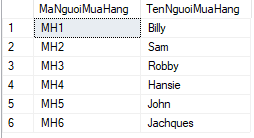 MaNguoiMuaHang TenNguoiMuaHang
1 MH1 Billy
2 MH2 Sam
3 MH3 Robby
4 MH4 Hansie
5 MH5 John
6 MH6 Jachques